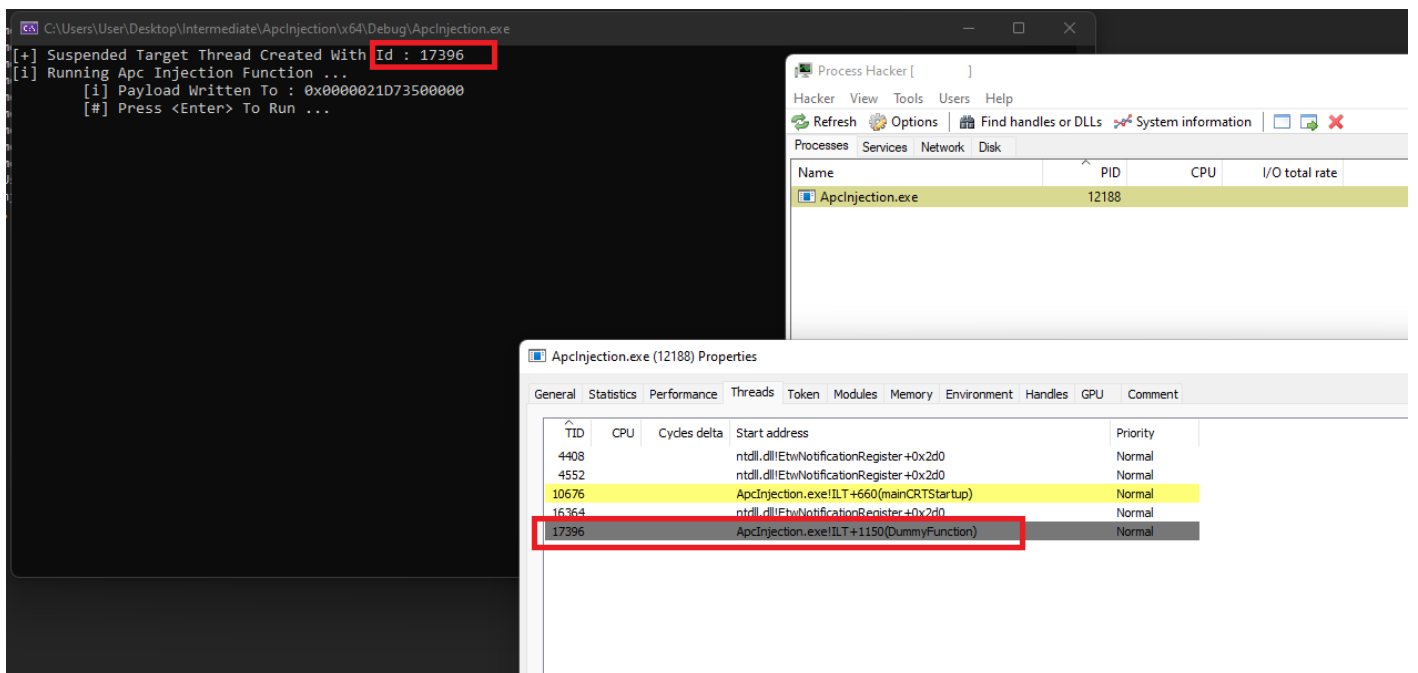 C:\Users\User\Desktop\Intermediate\ApcInjection\x64\Debug\ApcInjection.exe
[+] Suspended Target Thread Created With Id : 17396
[i] Running Apc Injection Function ...
[i] Payload Written To : 0x0000021D73500000
[#] Press <Enter> To Run ...
Process Hacker [ ]
Hacker View Tools Users Help
Refresh Options Find handles or DLLs System information
Processes Services Network Disk
Name PID CPU I/O total rate
ApcInjection.exe 12188
ApcInjection.exe (12188) Properties
General Statistics Performance Threads Token Modules Memory Environment Handles GPU Comment
TID CPU Cycles delta Start address Priority
4408 ntdll.dll!EtwNotificationRegister+0x2d0 Normal
4552 ntdll.dll!EtwNotificationRegister+0x2d0 Normal
10676 ApcInjection.exe!ILT+660(mainCRTStartup) Normal
16364 ntdll.dll!EtwNotificationRegister+0x2d0 Normal
17396 ApcInjection.exe!ILT+1150(DummyFunction) Normal